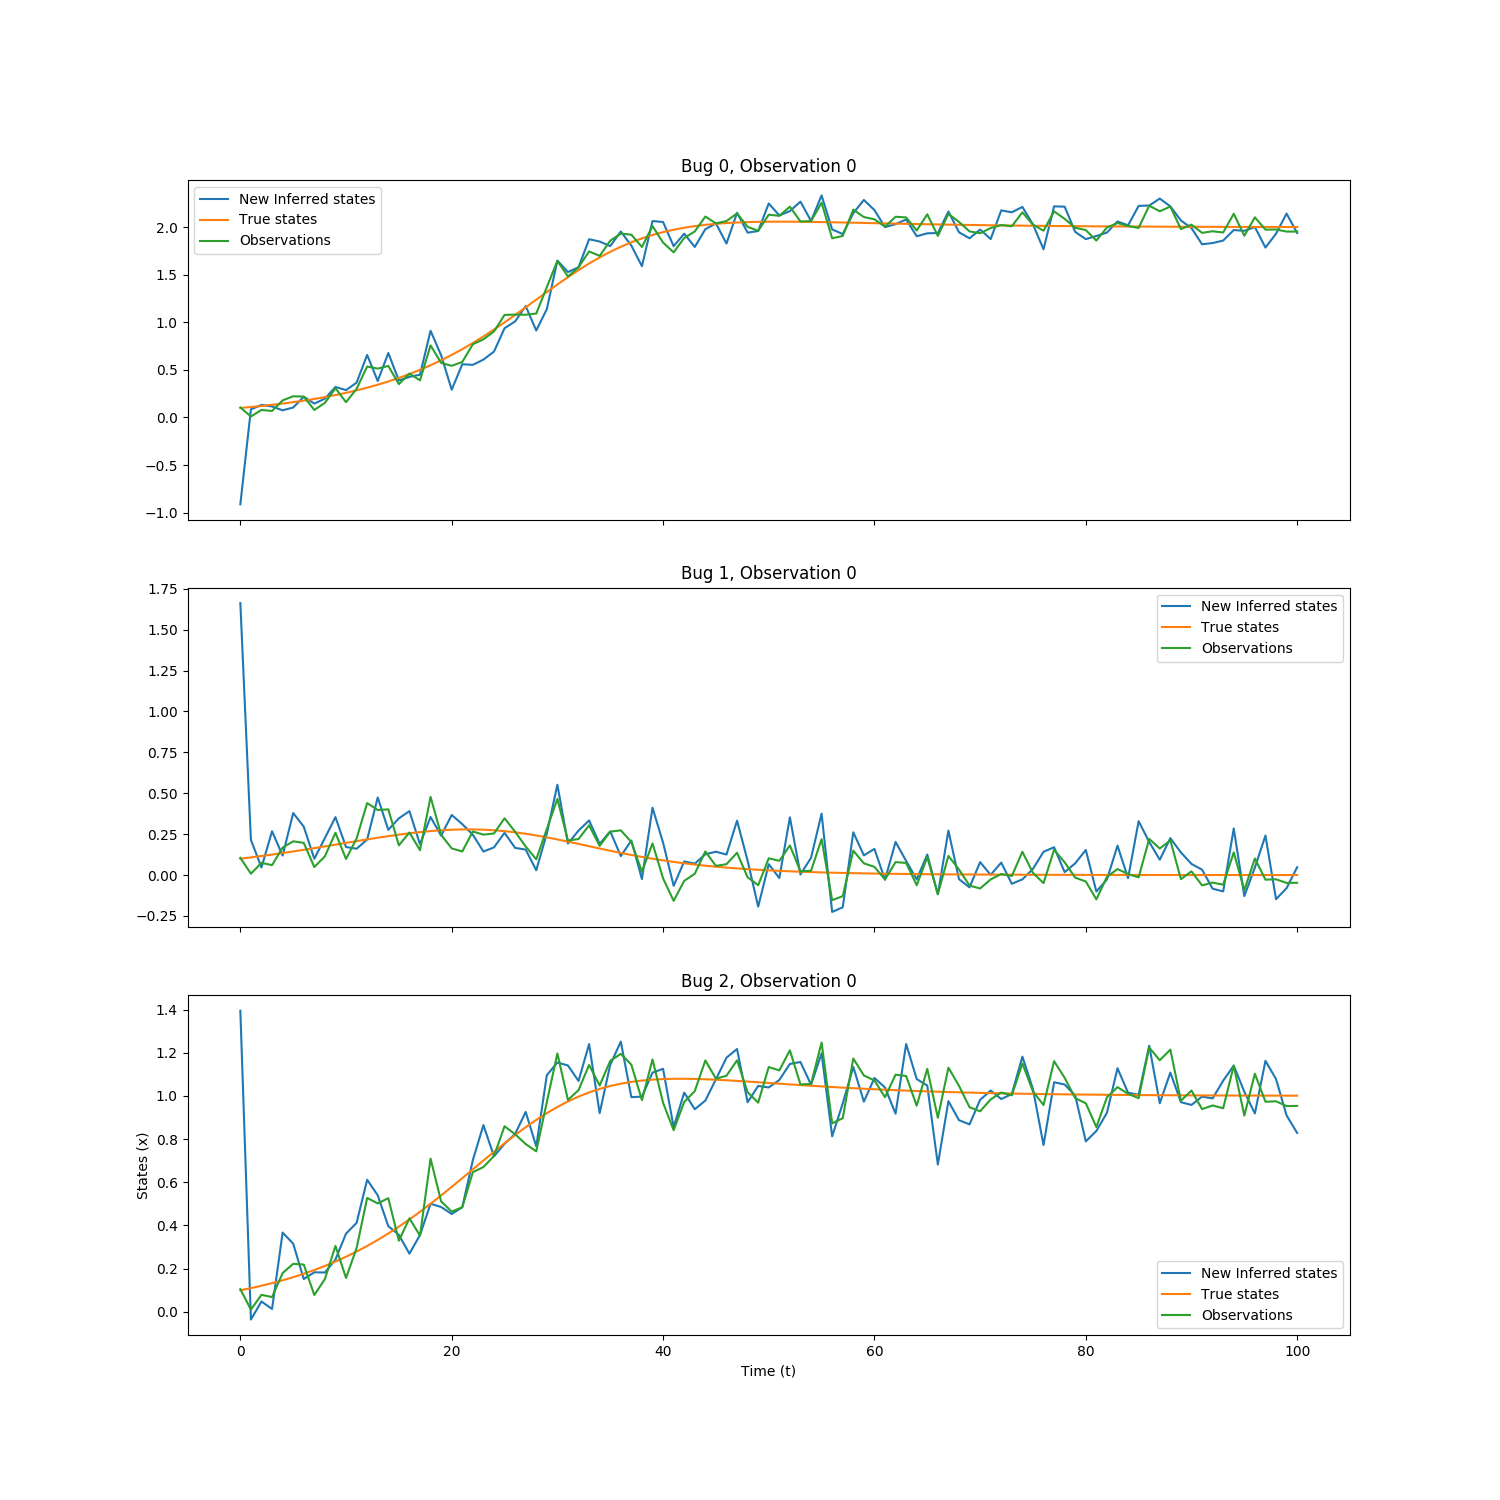 Bug 0, Observation 0
New Inferred states
True states
Observations
2.0
1.5
1.0
0.5
0.0
−0.5
−1.0
Bug 1, Observation 0
New Inferred states
True states
Observations
1.75
1.50
1.25
1.00
0.75
0.50
0.25
0.00
−0.25
Bug 2, Observation 0
1.4
1.2
1.0
0.8
0.6
0.4
0.2
0.0
States (x)
New Inferred states
True states
Observations
0 20 40 60 80 100
Time (t)